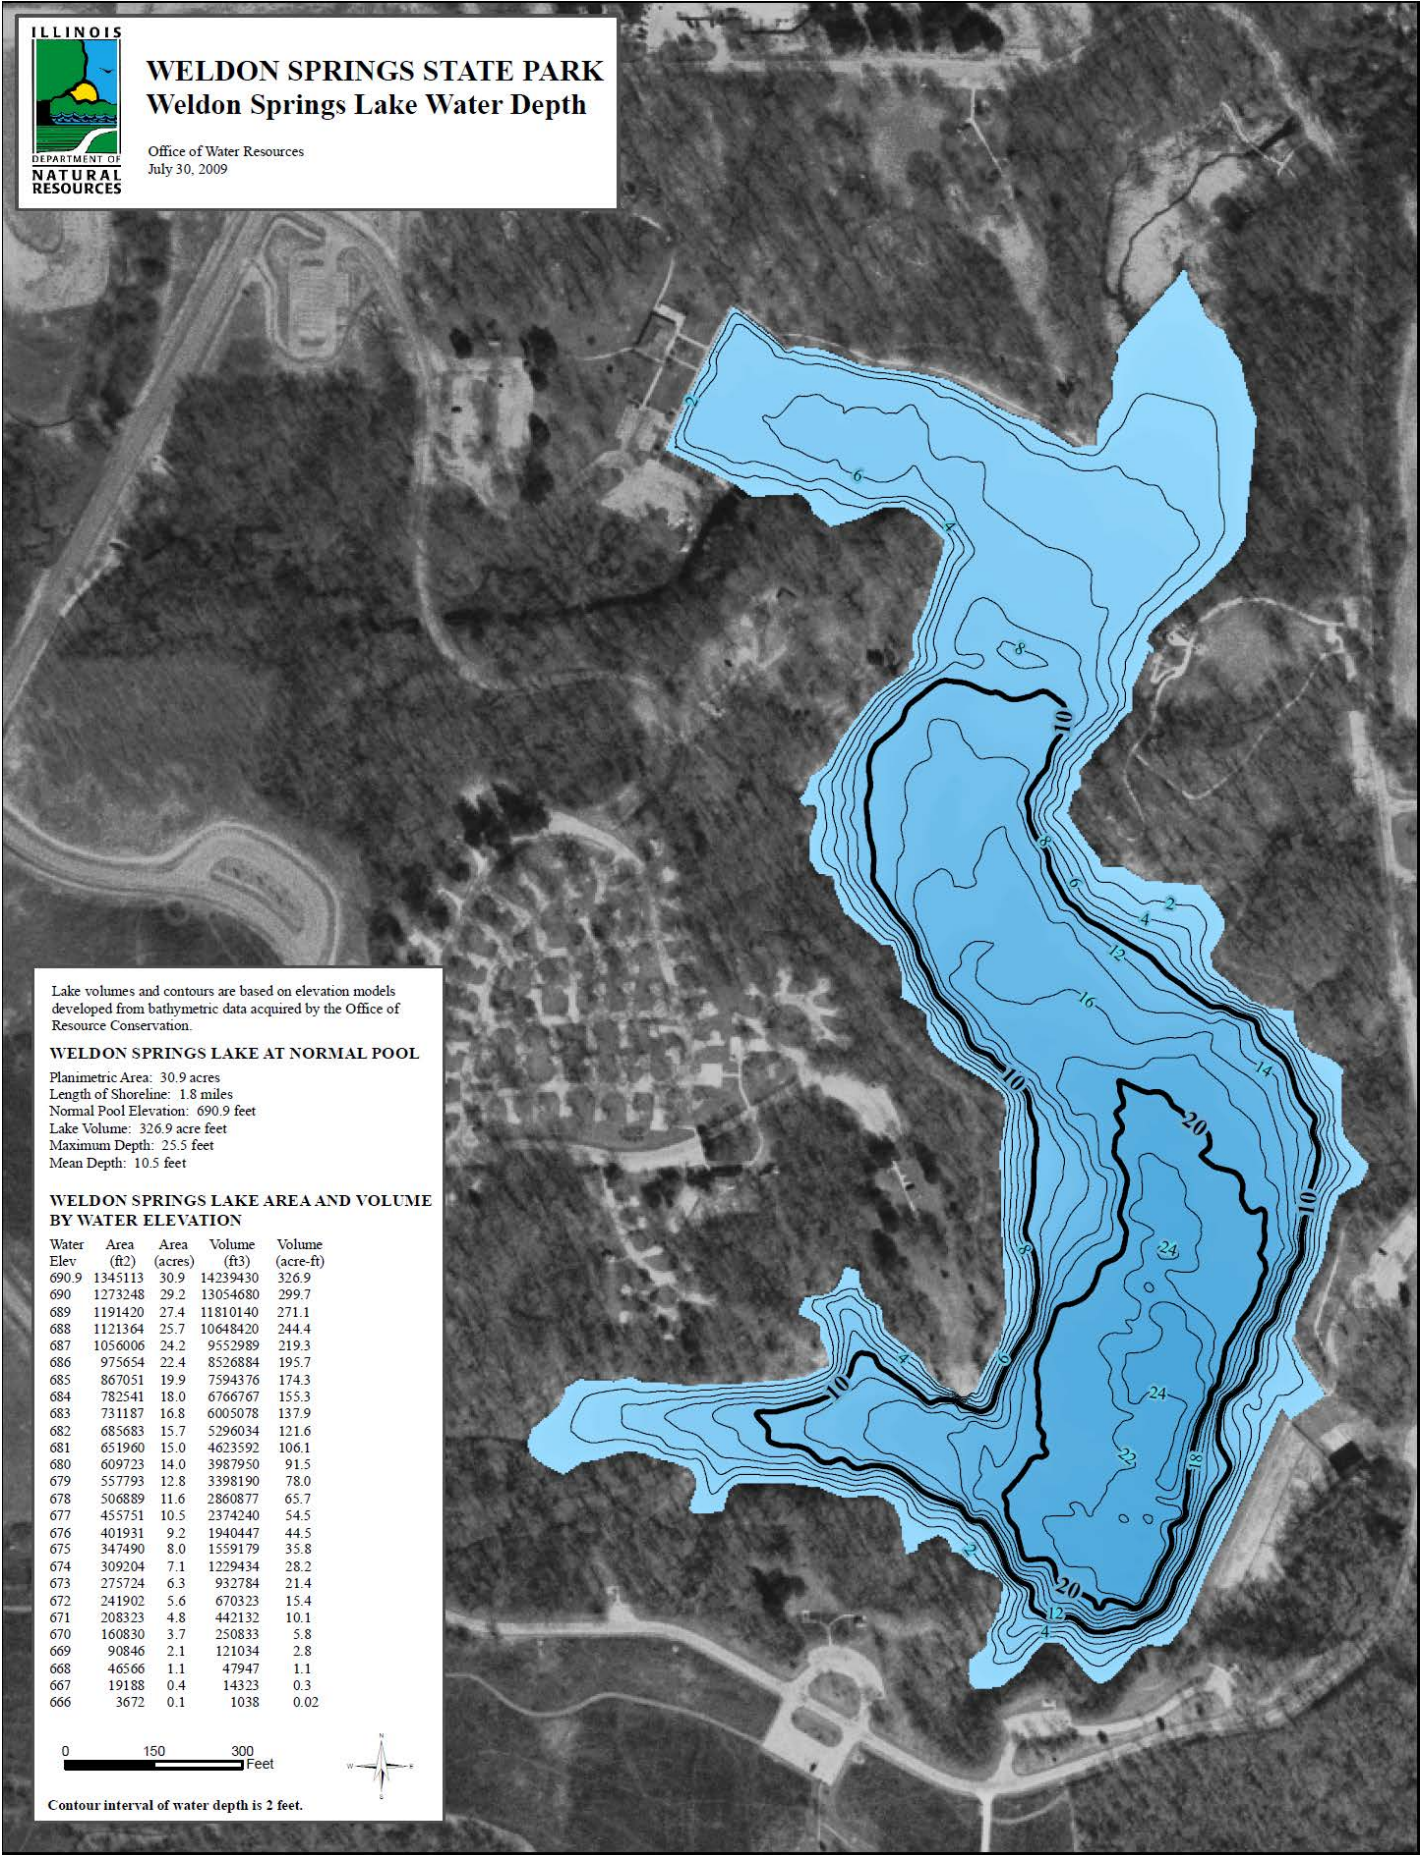 ILLINOIS
DEPARTMENT OF
NATURAL
RESOURCES
WELDON SPRINGS STATE PARK
Weldon Springs Lake Water Depth
Office of Water Resources
July 30, 2009
2
6
4
8
10
8
6
2
4
12
16
14
10
20
10
24
8
6
4
10
24
22
18
2
20
12
4
Lake volumes and contours are based on elevation models
developed from bathymetric data acquired by the Office of
Resource Conservation.
WELDON SPRINGS LAKE AT NORMAL POOL
Planimetric Area: 30.9 acres
Length of Shoreline: 1.8 miles
Normal Pool Elevation: 690.9 feet
Lake Volume: 326.9 acre feet
Maximum Depth: 25.5 feet
Mean Depth: 10.5 feet
WELDON SPRINGS LAKE AREA AND VOLUME
BY WATER ELEVATION
Water Area Area Volume Volume
Elev (ft2) (acres) (ft3) (acre-ft)
690.9 1345113 30.9 14239430 326.9
690 1273248 29.2 13054680 299.7
689 1191420 27.4 11810140 271.1
688 1121364 25.7 10648420 244.4
687 1056006 24.2 9552989 219.3
686 975654 22.4 8526884 195.7
685 867051 19.9 7594376 174.3
684 782541 18.0 6766767 155.3
683 731187 16.8 6005078 137.9
682 685683 15.7 5296034 121.6
681 651960 15.0 4623592 106.1
680 609723 14.0 3987950 91.5
679 557793 12.8 3398190 78.0
678 506889 11.6 2860877 65.7
677 455751 10.5 2374240 54.5
676 401931 9.2 1940447 44.5
675 347490 8.0 1559179 35.8
674 309204 7.1 1229434 28.2
673 275724 6.3 932784 21.4
672 241902 5.6 670323 15.4
671 208323 4.8 442132 10.1
670 160830 3.7 250833 5.8
669 90846 2.1 121034 2.8
668 46566 1.1 47947 1.1
667 19188 0.4 14323 0.3
666 3672 0.1 1038 0.02
0 150 300
Feet
N
W E
S
Contour interval of water depth is 2 feet.